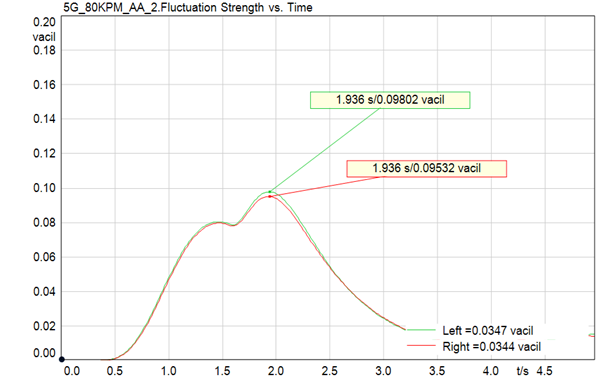 5G_80KPM_AA_2.Fluctuation Strength vs. Time
0.20
vacil
0.18
0.16
0.14
0.12
0.10
0.08
0.06
0.04
0.02
0.00
1.936 s/0.09802 vacil
1.936 s/0.09532 vacil
Left =0.0347 vacil
Right =0.0344 vacil
0.0 0.5 1.0 1.5 2.0 2.5 3.0 3.5 4.0 t/s 4.5